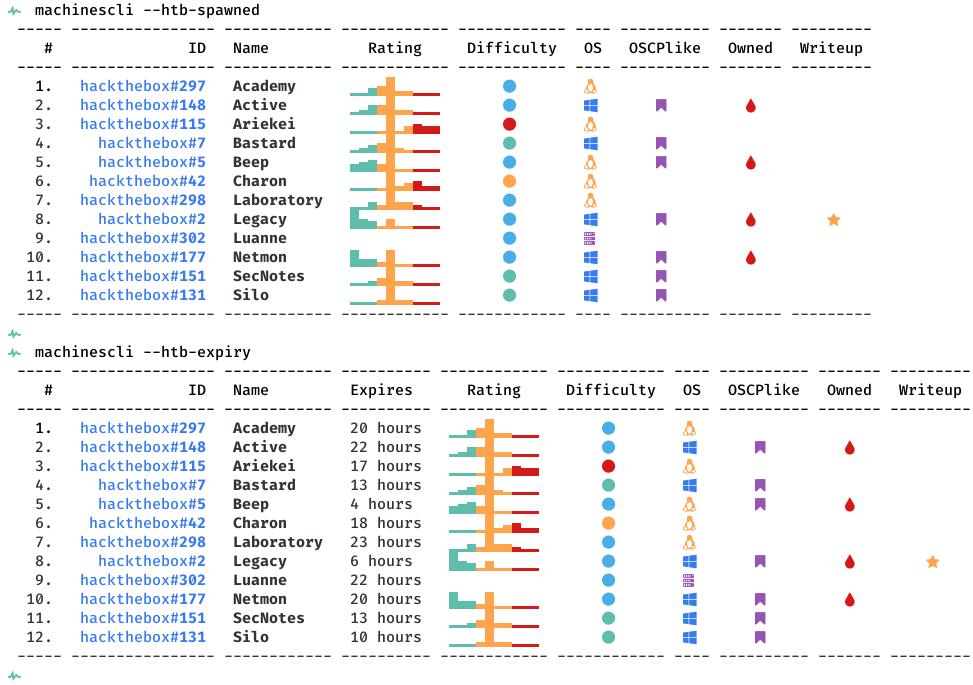 machinescli --htb-spawned
# ID Name Rating Difficulty OS OSCPlike Owned Writeup
1. hackthebox#297 Academy
2. hackthebox#148 Active
3. hackthebox#115 Ariekei
4. hackthebox#7 Bastard
5. hackthebox#5 Beep
6. hackthebox#42 Charon
7. hackthebox#298 Laboratory
8. hackthebox#2 Legacy
9. hackthebox#302 Luanne
10. hackthebox#177 Netmon
11. hackthebox#151 SecNotes
12. hackthebox#131 Silo
machinescli --htb-expiry
# ID Name Expires Rating Difficulty OS OSCPlike Owned Writeup
1. hackthebox#297 Academy 20 hours
2. hackthebox#148 Active 22 hours
3. hackthebox#115 Ariekei 17 hours
4. hackthebox#7 Bastard 13 hours
5. hackthebox#5 Beep 4 hours
6. hackthebox#42 Charon 18 hours
7. hackthebox#298 Laboratory 23 hours
8. hackthebox#2 Legacy 6 hours
9. hackthebox#302 Luanne 22 hours
10. hackthebox#177 Netmon 20 hours
11. hackthebox#151 SecNotes 13 hours
12. hackthebox#131 Silo 10 hours